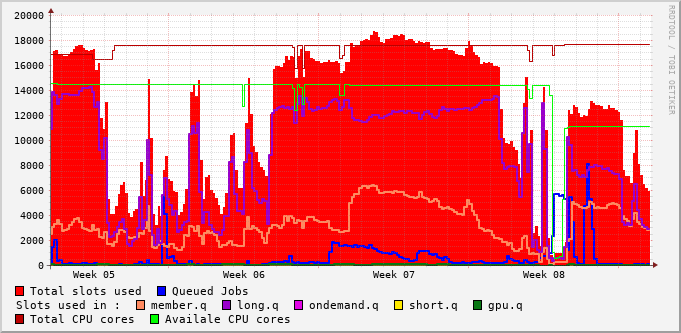 20000
18000
16000
14000
12000
10000
8000
6000
4000
2000
0
Week 05 Week 06 Week 07 Week 08
RRDTOOL / TOBI OETIKER
Total slots used Queued Jobs
Slots used in : member.q long.q ondemand.q short.q gpu.q
Total CPU cores Availale CPU cores